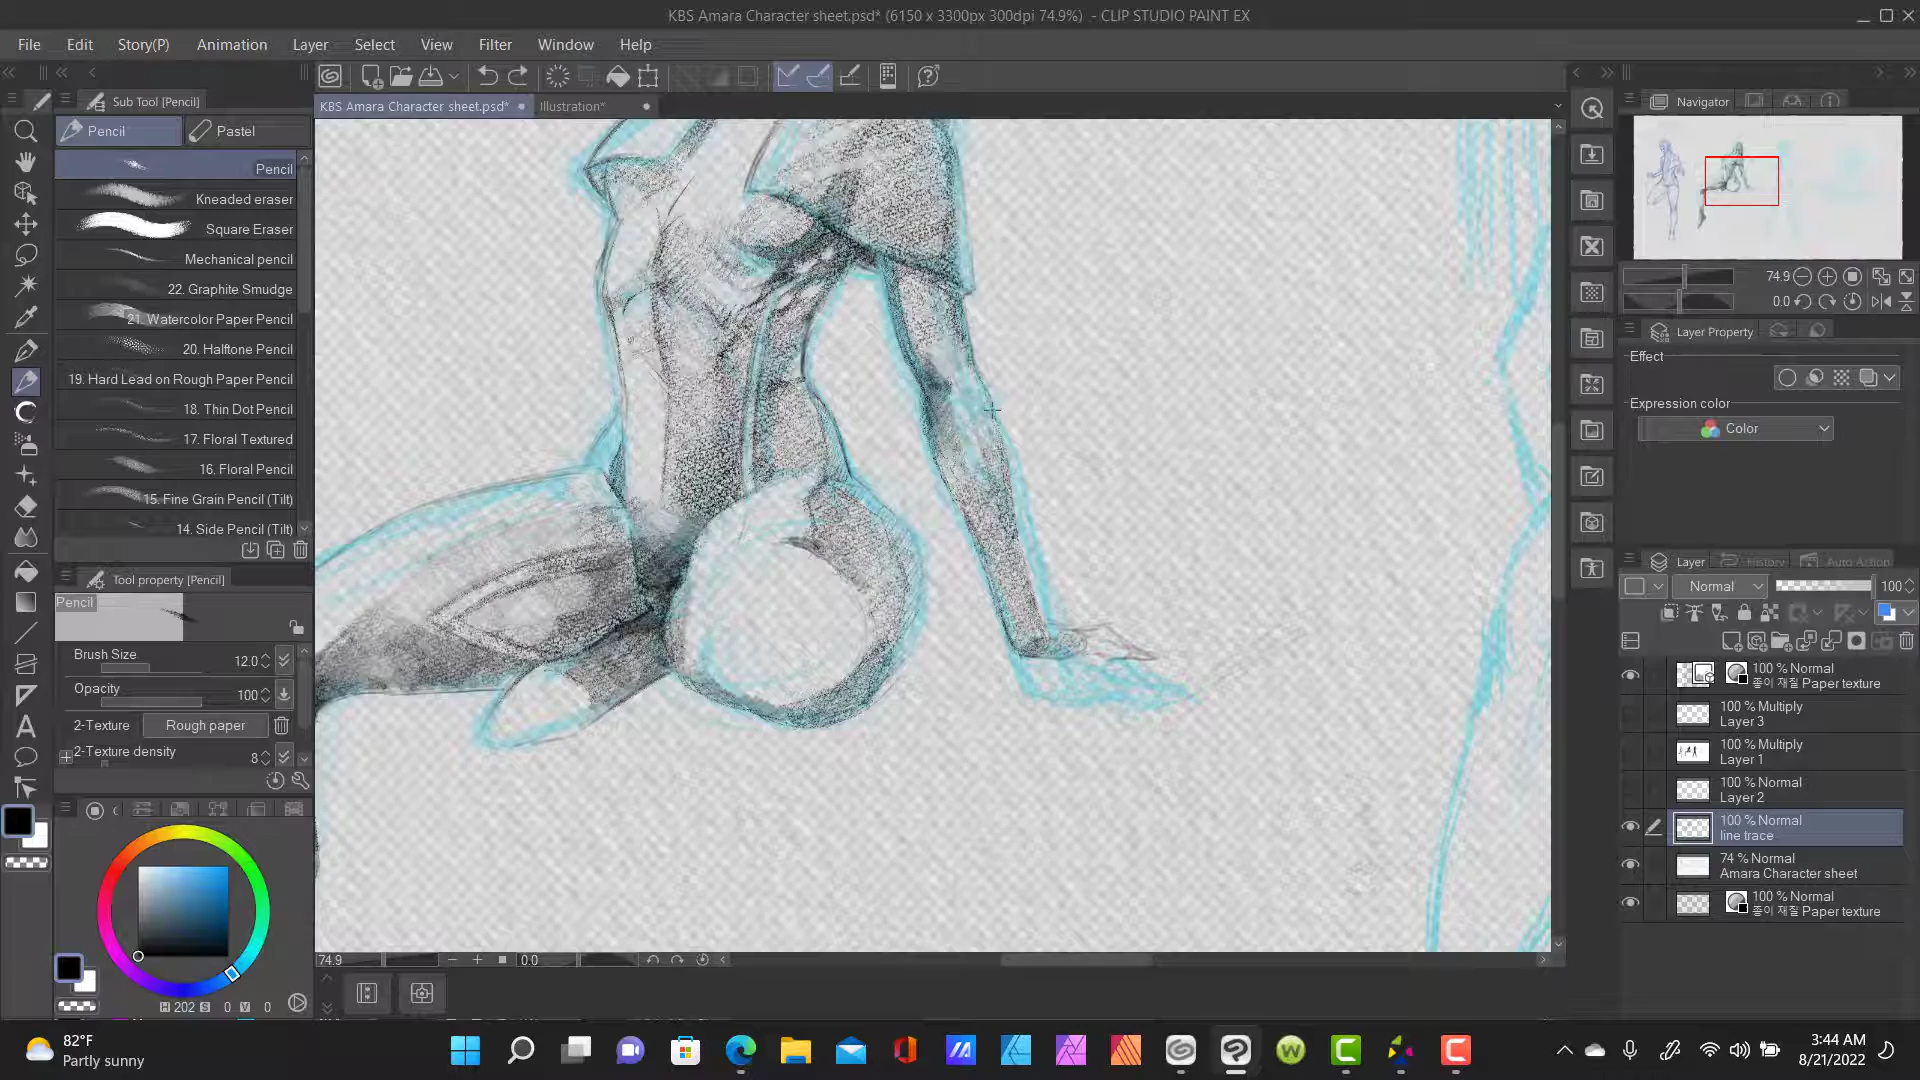 KBS Amara Character sheet.psd* (6150 x 3300px 300dpi 74.9%) - CLIP STUDIO PAINT EX
File Edit Story(P) Animation Layer Select View Filter Window Help
Sub Tool [Pencil]
KBS Amara Character sheet.psd* Illustration*
Navigator
Pencil Pastel
Pencil
Kneaded eraser
Square Eraser
Mechanical pencil
22. Graphite Smudge
21. Watercolor Paper Pencil
20. Halftone Pencil
19. Hard Lead on Rough Paper Pencil
18. Thin Dot Pencil
17. Floral Textured
16. Floral Pencil
15. Fine Grain Pencil (Tilt)
14. Side Pencil (Tilt)
74.9
0.0
Layer Property
Effect
Expression color
Color
Tool property [Pencil]
Pencil
Brush Size 12.0
Opacity 100
2-Texture Rough paper
2-Texture density 8
H 202 S 0 V 0
Layer History Auto Action
Normal 100
100 % Normal
종이 재질 Paper texture
100 % Multiply
Layer 3
100 % Multiply
Layer 1
100 % Normal
Layer 2
100 % Normal
line trace
74 % Normal
Amara Character sheet
100 % Normal
종이 재질 Paper texture
74.9 0.0
82°F
Partly sunny
3:44 AM
8/21/2022